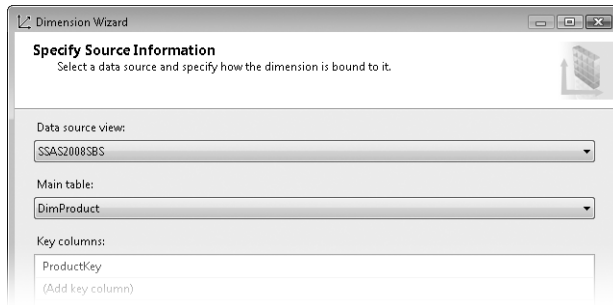 Dimension Wizard
Specify Source Information
Select a data source and specify how the dimension is bound to it.
Data source view:
SSAS2008SBS
Main table:
DimProduct
Key columns:
ProductKey
(Add key column)